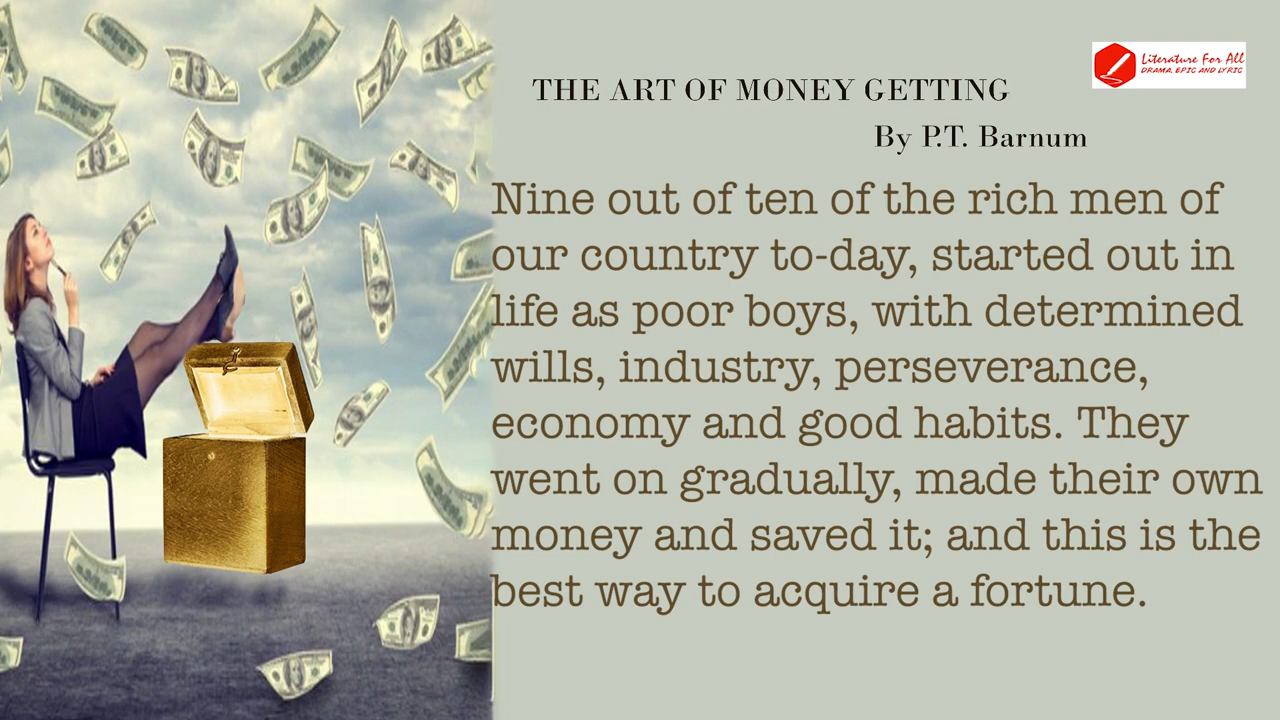 Literature For All
DRAMA, EPIC AND LYRIC
THE ART OF MONEY GETTING
By P.T. Barnum
Nine out of ten of the rich men of
our country to-day, started out in
life as poor boys, with determined
wills, industry, perseverance,
economy and good habits. They
went on gradually, made their own
money and saved it; and this is the
best way to acquire a fortune.